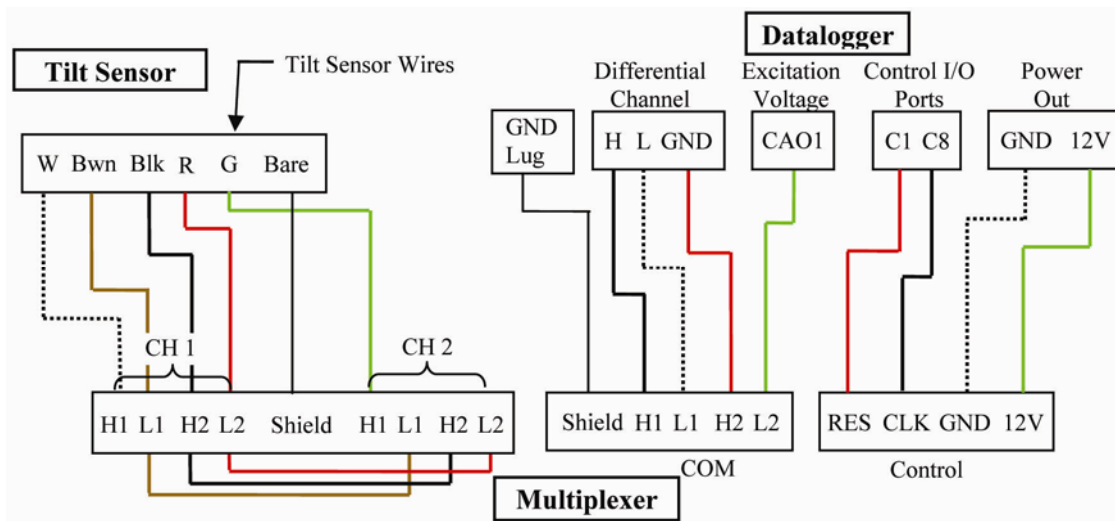 Tilt Sensor
Tilt Sensor Wires
W Bwn Blk R G Bare
CH 1
CH 2
H1 L1 H2 L2 Shield H1 L1 H2 L2
Multiplexer
Datalogger
Differential Channel
Excitation Voltage
Control I/O Ports
Power Out
GND Lug
H L GND
CAO1
C1 C8
GND 12V
Shield H1 L1 H2 L2
COM
RES CLK GND 12V
Control